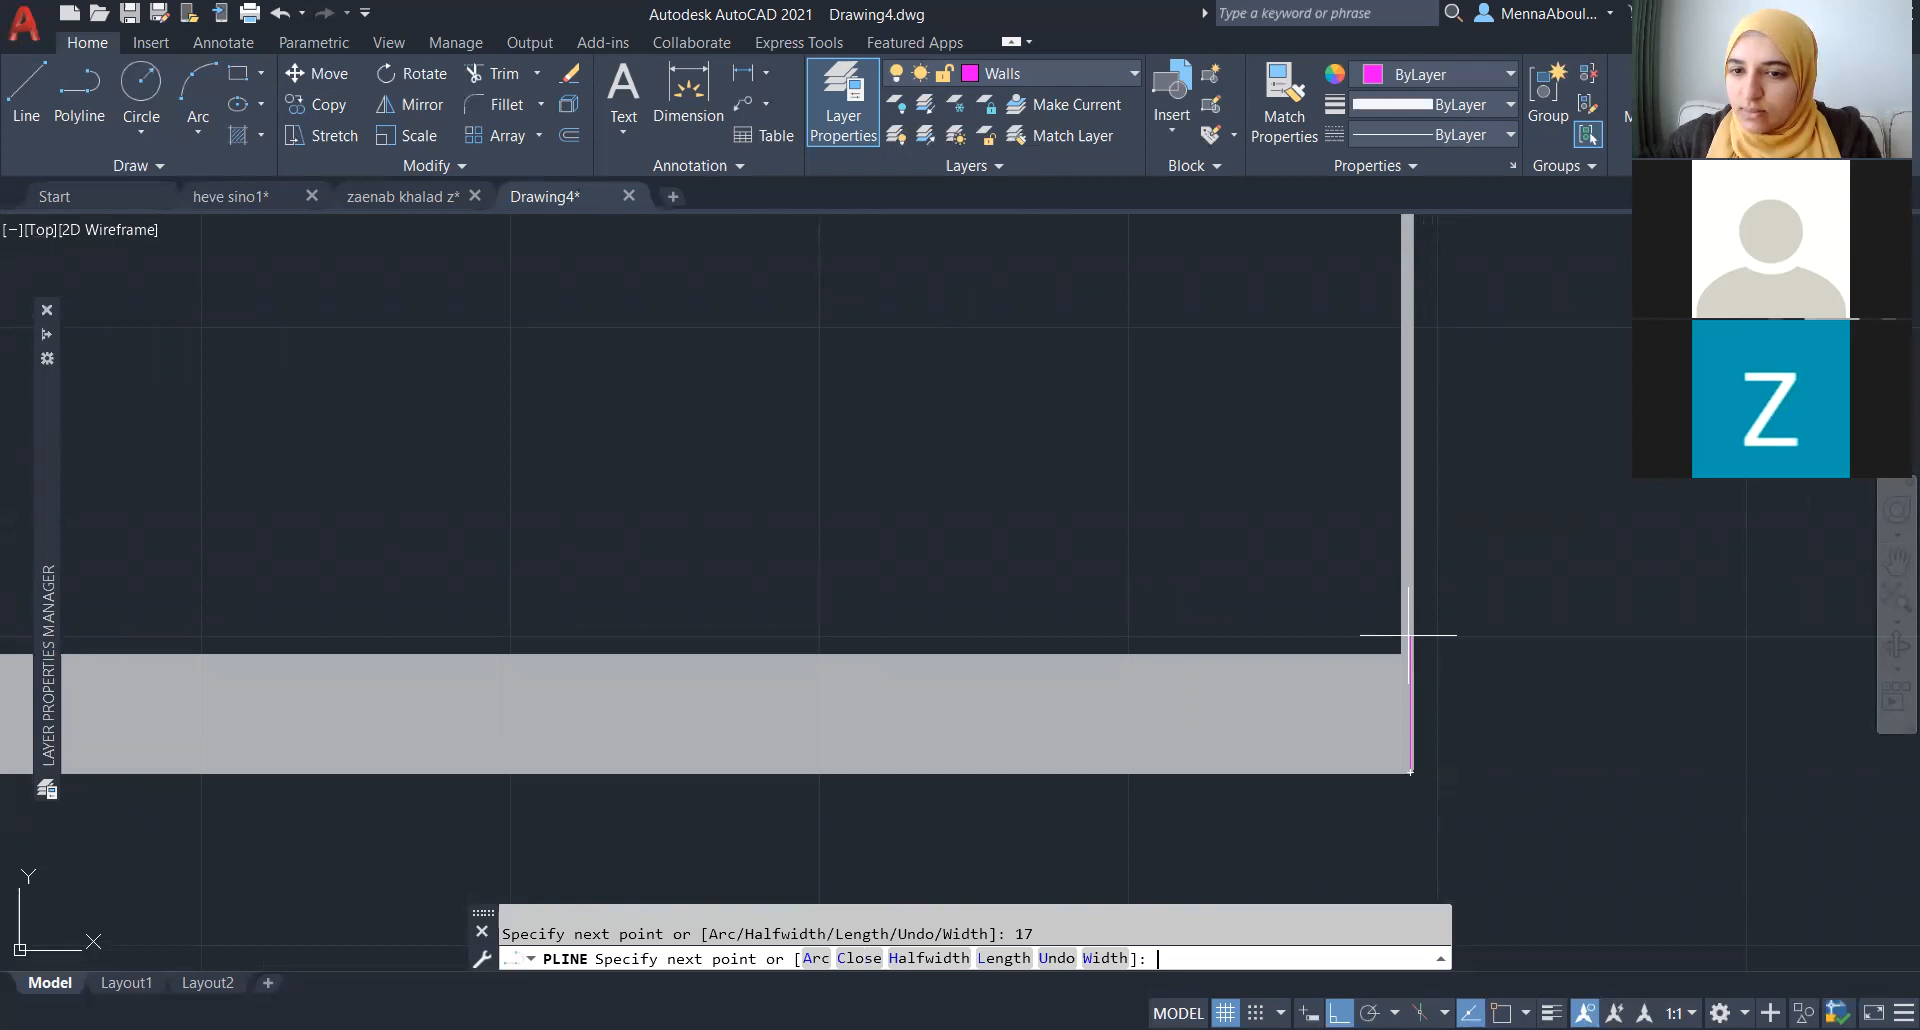 Autodesk AutoCAD 2021 Drawing4.dwg
Type a keyword or phrase
MennaAboul...
Home Insert Annotate Parametric View Manage Output Add-ins Collaborate Express Tools Featured Apps
Line
Polyline
Circle
Arc
Draw
Move
Rotate
Trim
Copy
Mirror
Fillet
Stretch
Scale
Array
Modify
Text
Dimension
Table
Annotation
Layer
Properties
Walls
Make Current
Match Layer
Layers
Insert
Block
Match
Properties
ByLayer
ByLayer
ByLayer
Properties
Group
Groups
M
Start
heve sino1*
zaenab khalad z*
Drawing4*
[−][Top][2D Wireframe]
LAYER PROPERTIES MANAGER
Z
Y
X
Specify next point or [Arc/Halfwidth/Length/Undo/Width]: 17
PLINE Specify next point or [Arc Close Halfwidth Length Undo Width]:
Model Layout1 Layout2
MODEL
1:1